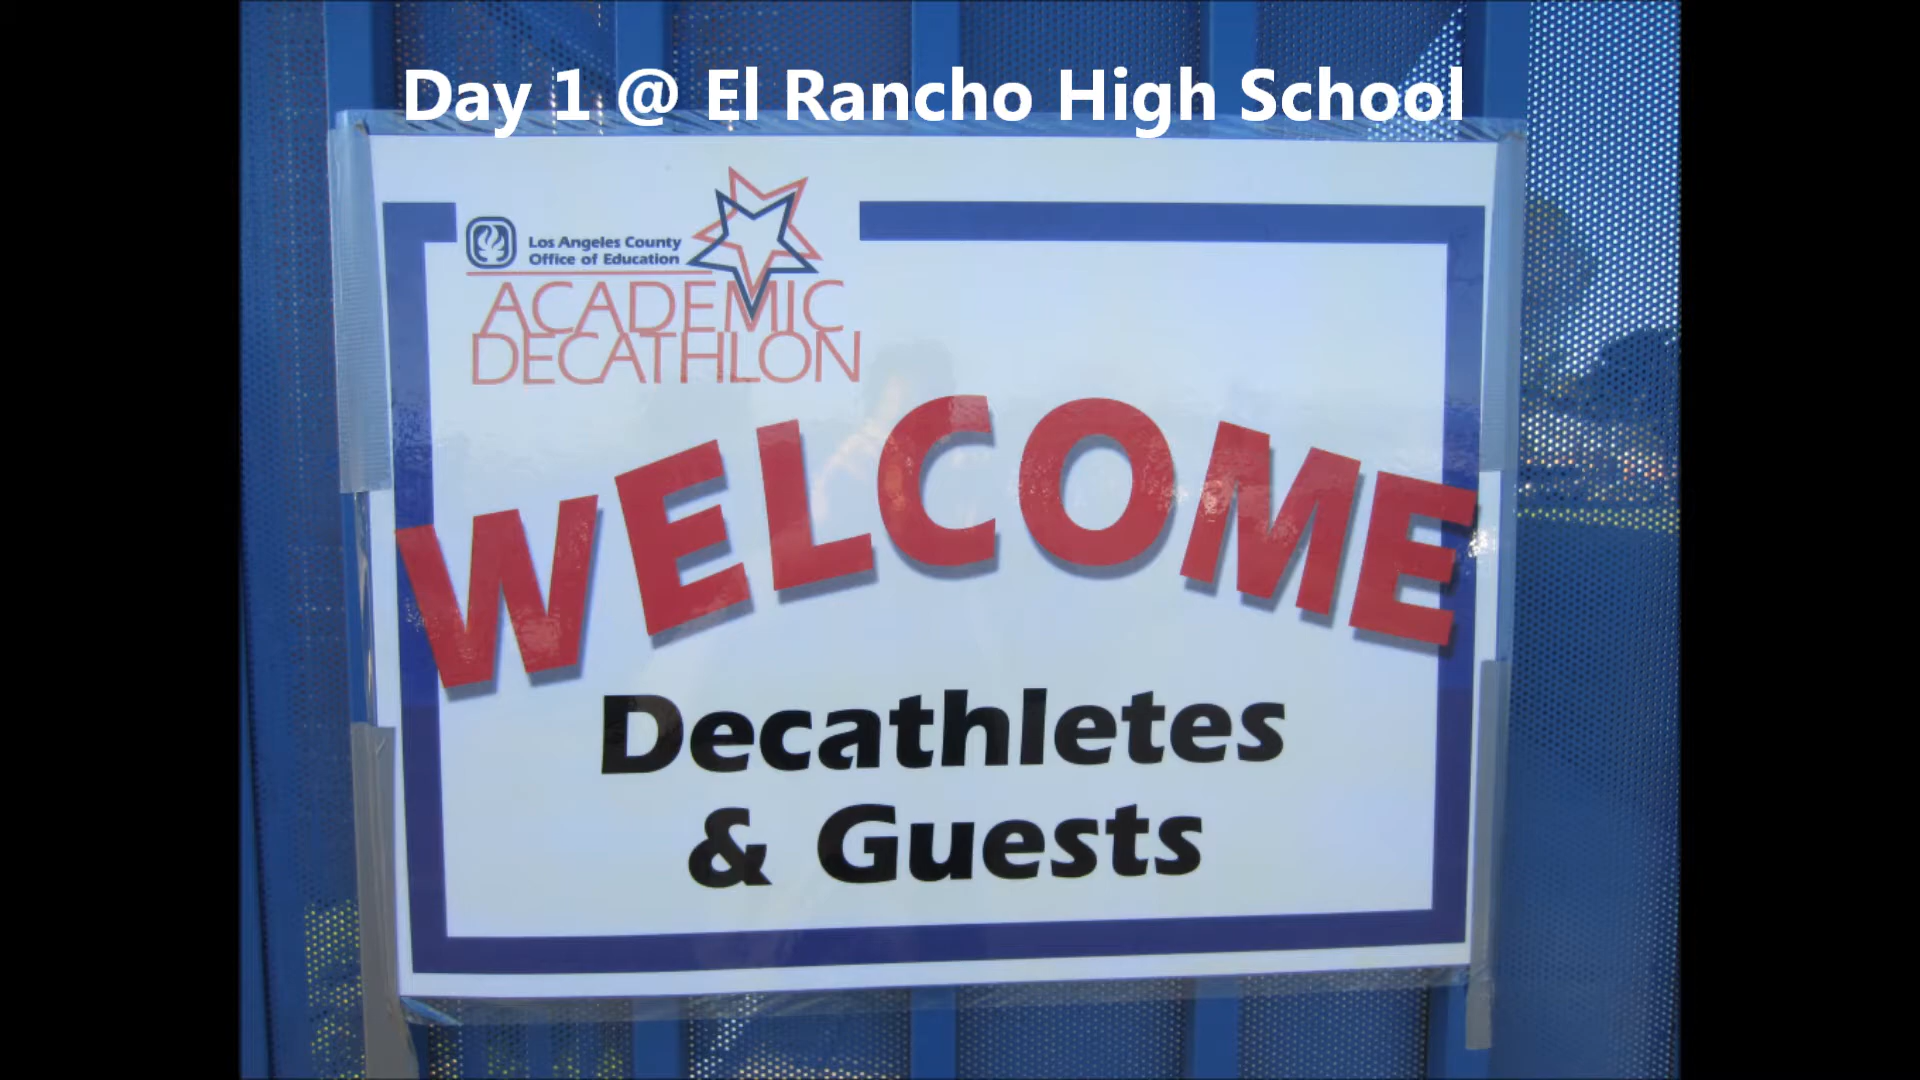 Day 1 @ El Rancho High School
Los Angeles County
Office of Education
ACADEMIC
DECATHLON
WELCOME
Decathletes
& Guests